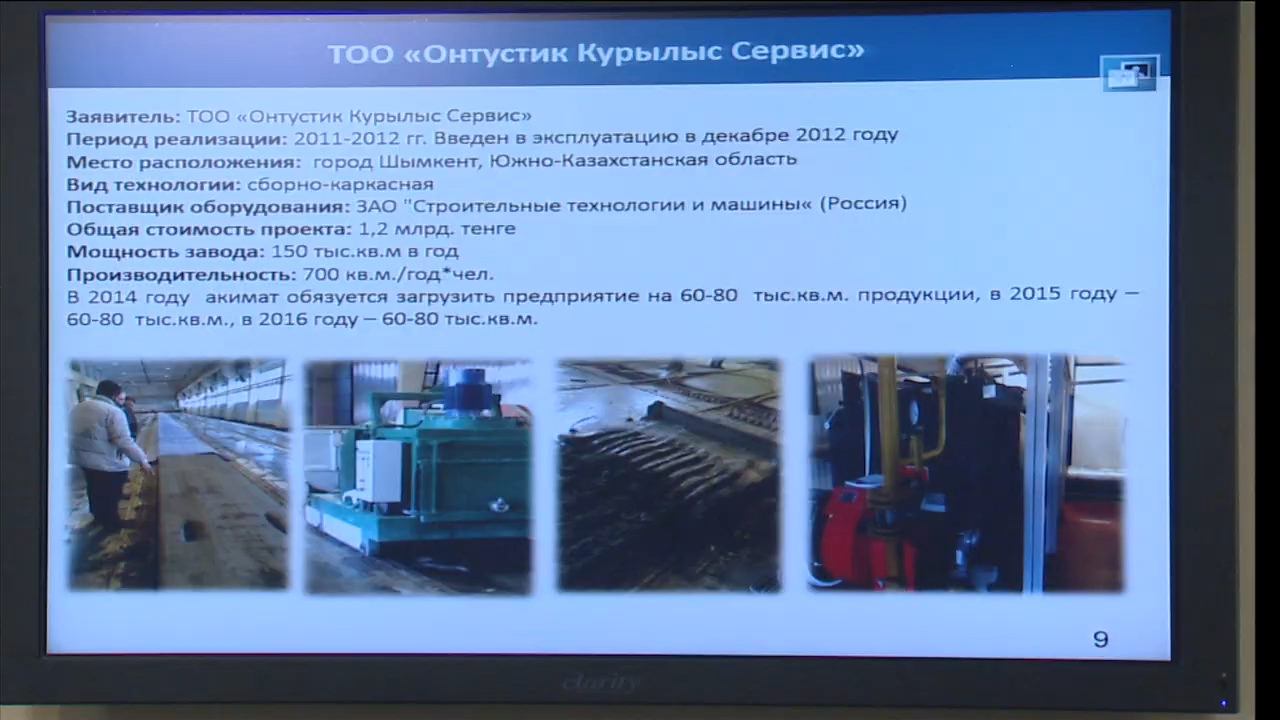 ТОО «Онтустик Курылыс Сервис»
Заявитель: ТОО «Онтустик Курылыс Сервис»
Период реализации: 2011-2012 гг. Введен в эксплуатацию в декабре 2012 году
Место расположения: город Шымкент, Южно-Казахстанская область
Вид технологии: сборно-каркасная
Поставщик оборудования: ЗАО "Строительные технологии и машины« (Россия)
Общая стоимость проекта: 1,2 млрд. тенге
Мощность завода: 150 тыс.кв.м в год
Производительность: 700 кв.м./год*чел.
В 2014 году акимат обязуется загрузить предприятие на 60-80 тыс.кв.м. продукции, в 2015 году –
60-80 тыс.кв.м., в 2016 году – 60-80 тыс.кв.м.
9
clarity